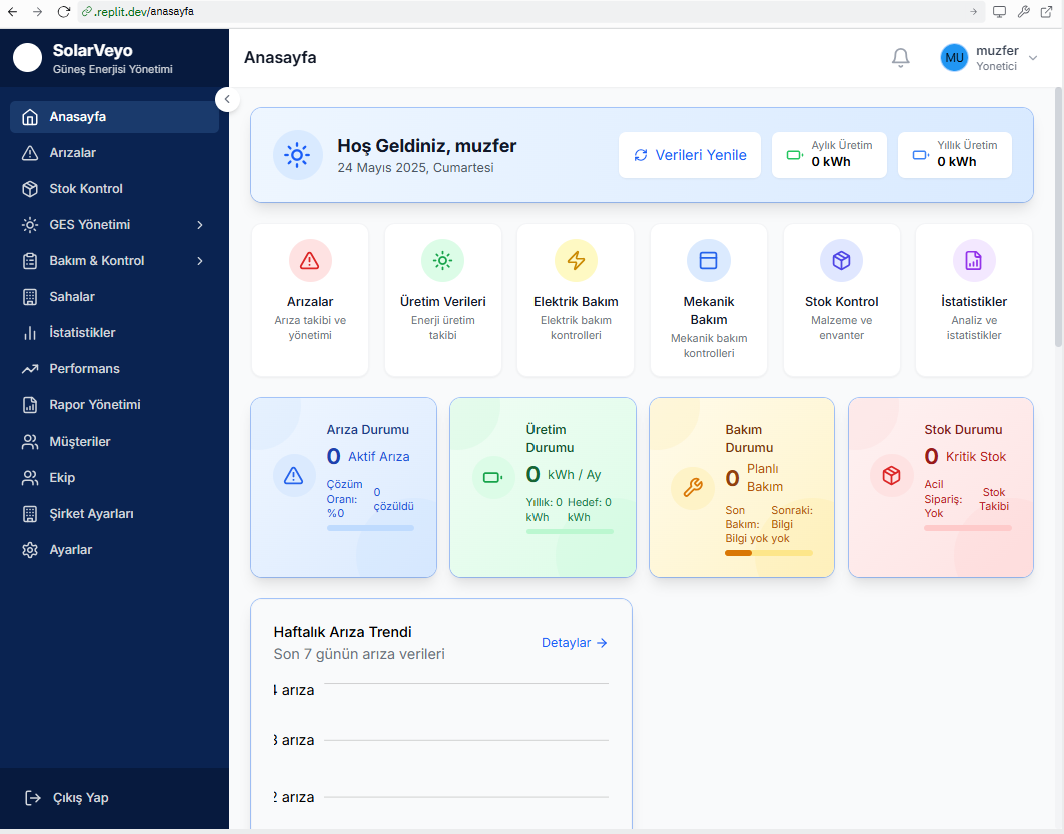 .replit.dev/anasayfa
SolarVeyo
Güneş Enerjisi Yönetimi
Anasayfa
Arızalar
Stok Kontrol
GES Yönetimi
Bakım & Kontrol
Sahalar
İstatistikler
Performans
Rapor Yönetimi
Müşteriler
Ekip
Şirket Ayarları
Ayarlar
Çıkış Yap
Anasayfa
MU
muzfer
Yonetici
Hoş Geldiniz, muzfer
24 Mayıs 2025, Cumartesi
Verileri Yenile
Aylık Üretim
0 kWh
Yıllık Üretim
0 kWh
Arızalar
Arıza takibi ve
yönetimi
Üretim Verileri
Enerji üretim
takibi
Elektrik Bakım
Elektrik bakım
kontrolleri
Mekanik
Bakım
Mekanik bakım
kontrolleri
Stok Kontrol
Malzeme ve
envanter
İstatistikler
Analiz ve
istatistikler
Arıza Durumu
0 Aktif Arıza
Çözüm
Oranı:
%0
0
çözüldü
Üretim
Durumu
0 kWh / Ay
Yıllık: 0
kWh
Hedef: 0
kWh
Bakım
Durumu
0 Planlı
Bakım
Son
Bakım:
Bilgi yok
Sonraki:
Bilgi
yok
Stok Durumu
0 Kritik Stok
Acil
Sipariş:
Yok
Stok
Takibi
Haftalık Arıza Trendi
Son 7 günün arıza verileri
Detaylar
4 arıza
3 arıza
2 arıza